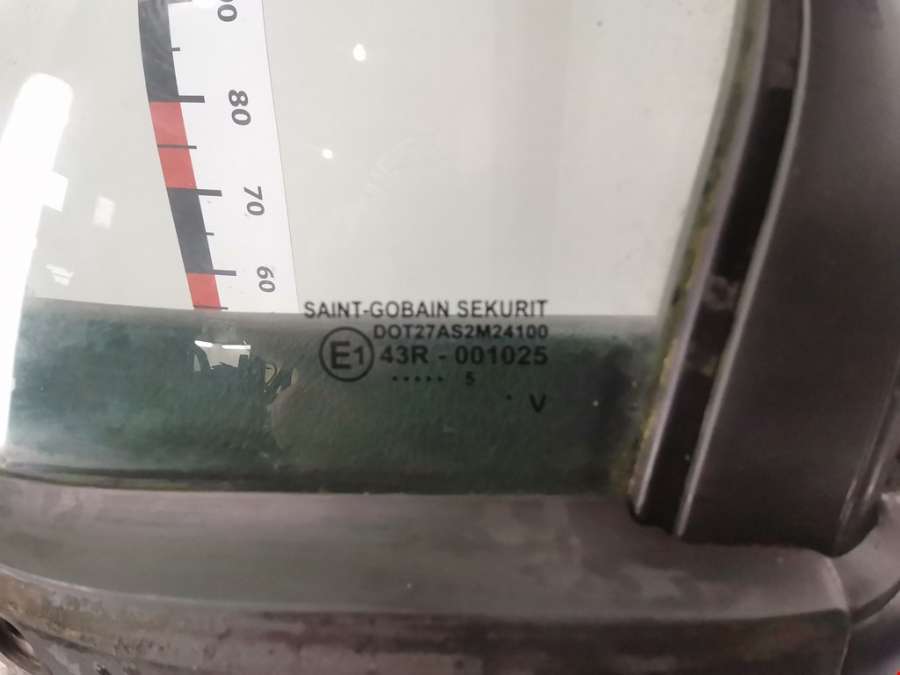 80
70
60
SAINT-GOBAIN SEKURIT
DOT27AS2M24100
E1 43R - 001025
..... 5
. V